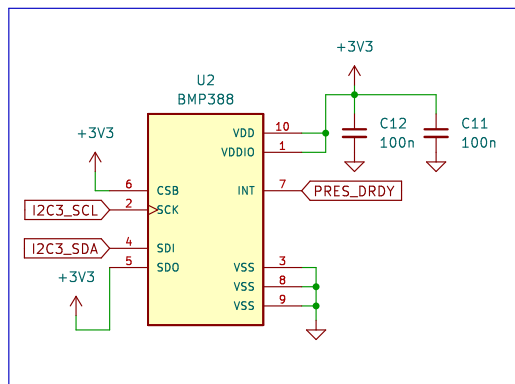 +3V3
U2
BMP388
C12
100n
C11
100n
+3V3
VDD 10
VDDIO 1
6 CSB
INT 7
PRES_DRDY
I2C3_SCL
2 SCK
I2C3_SDA
4 SDI
5 SDO
+3V3
VSS 3
VSS 8
VSS 9